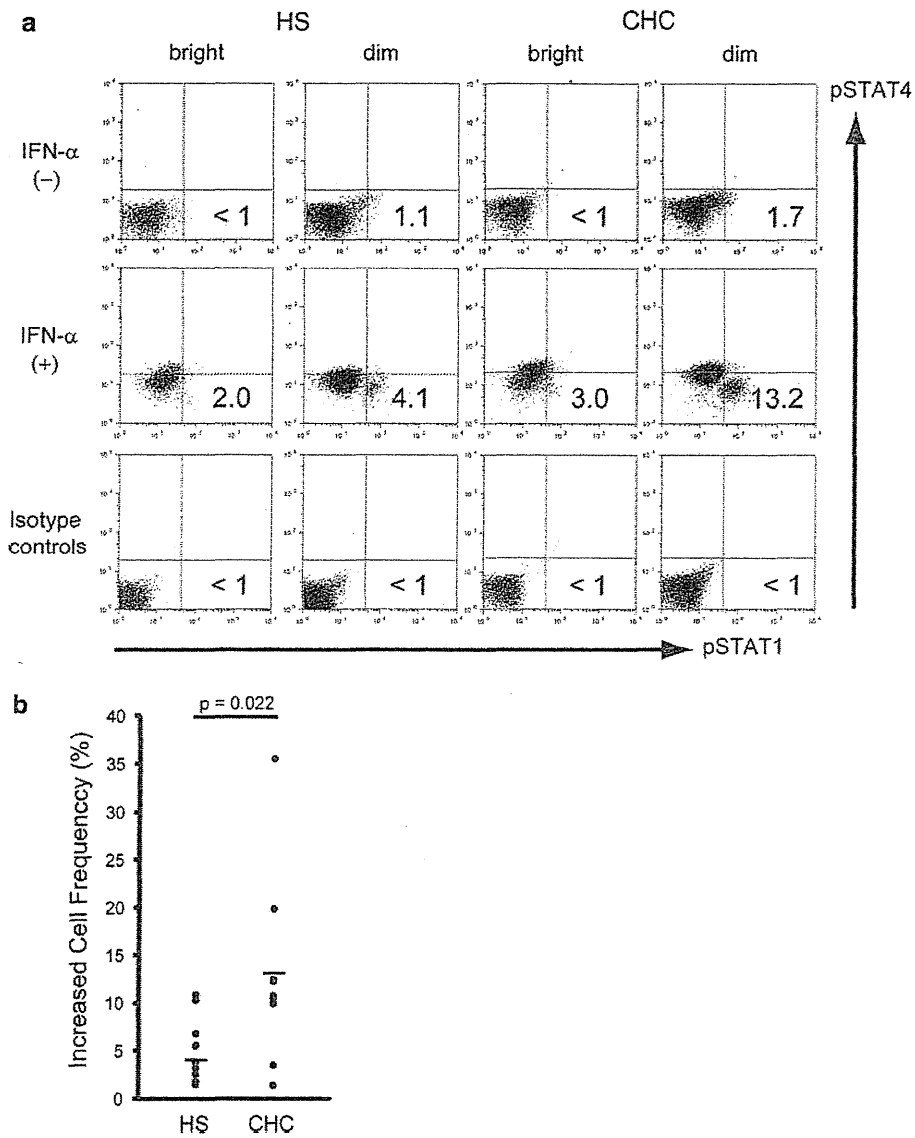 a
HS CHC
bright dim bright dim
pSTAT4
IFN-α
(−)
< 1 1.1 < 1 1.7
IFN-α
(+)
2.0 4.1 3.0 13.2
Isotype
controls
< 1 < 1 < 1 < 1
pSTAT1
b
p = 0.022
Increased Cell Frequenccy (%)
40
35
30
25
20
15
10
5
0
HS CHC